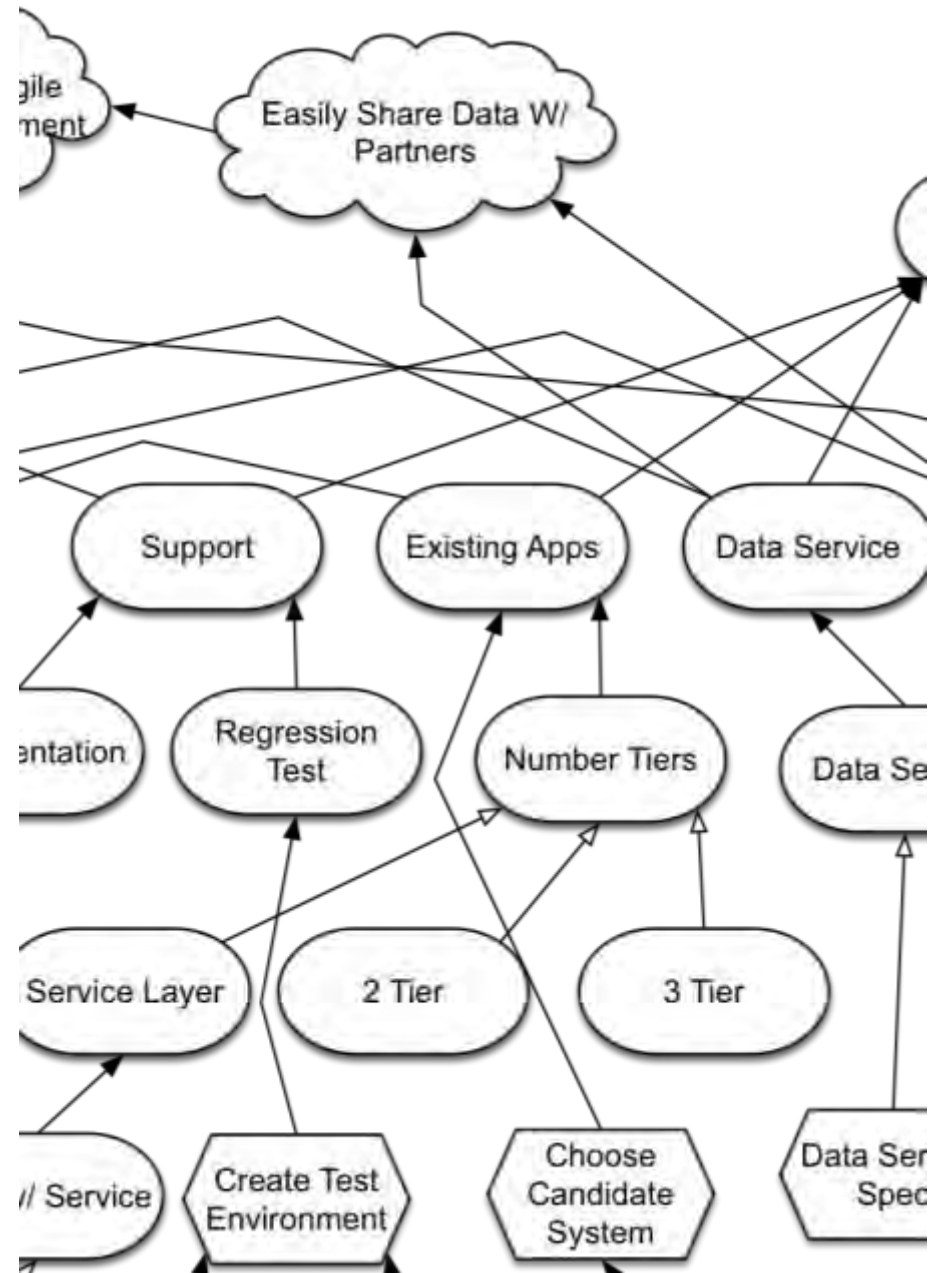 gile
ment
Easily Share Data W/
Partners
Support
Existing Apps
Data Service
entation
Regression
Test
Number Tiers
Data Se
Service Layer
2 Tier
3 Tier
w/ Service
Create Test
Environment
Choose
Candidate
System
Data Ser
Spec